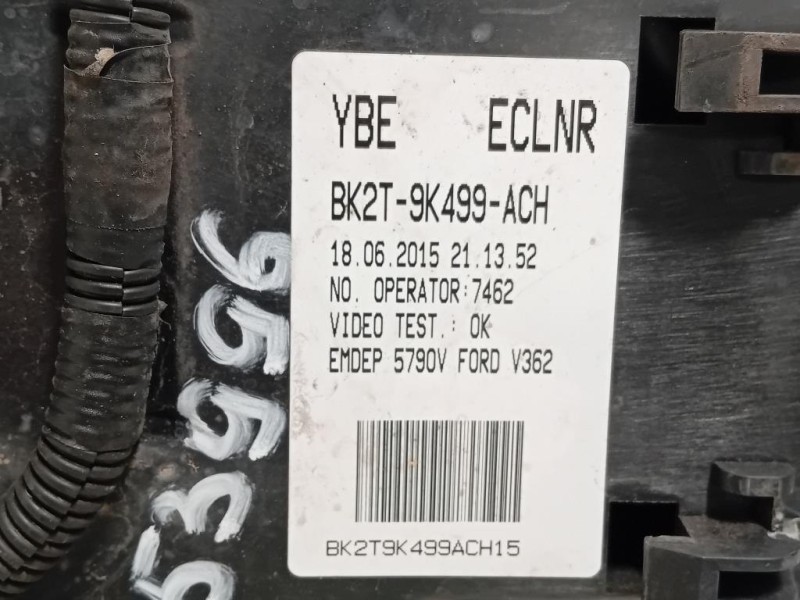 YBE ECLNR
BK2T-9K499-ACH
18.06.2015 21.13.52
NO. OPERATOR:7462
VIDEO TEST.: OK
EMDEP 5790V FORD V362
BK2T9K499ACH15